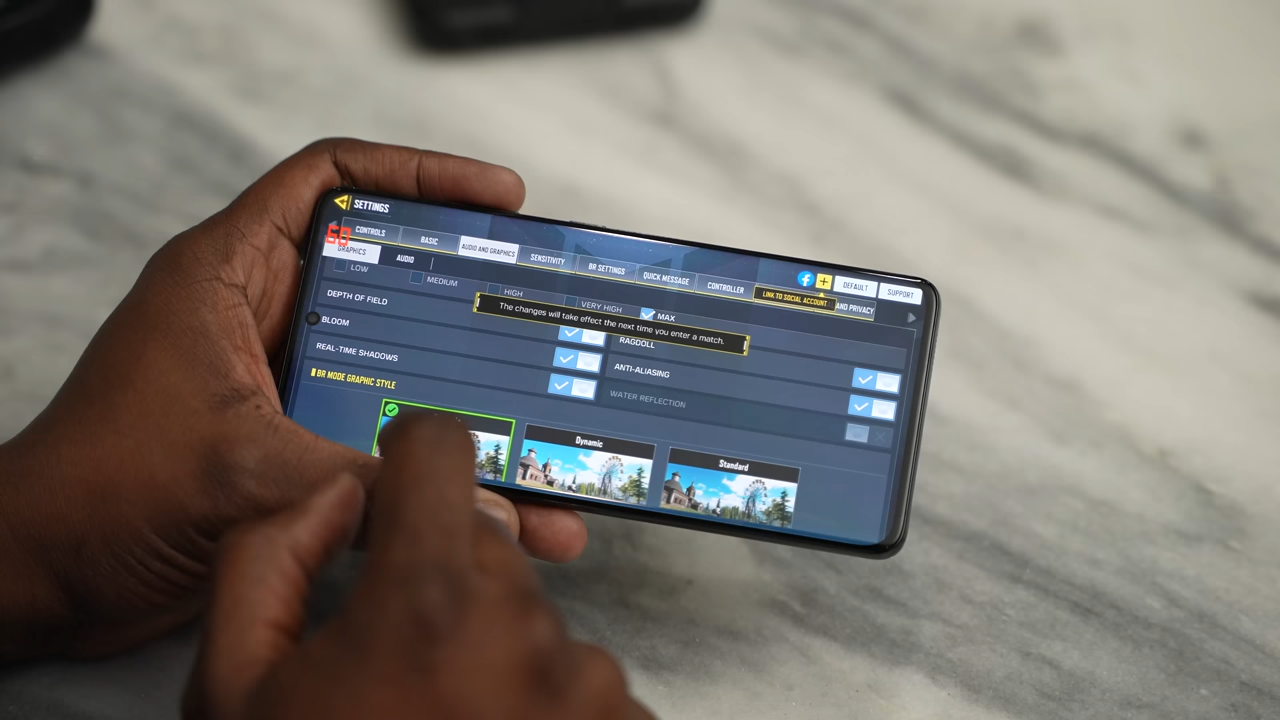 SETTINGS
60
CONTROLS
BASIC
AUDIO AND GRAPHICS
SENSITIVITY
BR SETTINGS
QUICK MESSAGE
CONTROLLER
LINK TO SOCIAL ACCOUNT
AND PRIVACY
DEFAULT
SUPPORT
GRAPHICS
AUDIO
LOW
MEDIUM
HIGH
VERY HIGH
MAX
The changes will take effect the next time you enter a match.
DEPTH OF FIELD
RAGDOLL
BLOOM
ANTI-ALIASING
REAL-TIME SHADOWS
WATER REFLECTION
BR MODE GRAPHIC STYLE
Dynamic
Standard